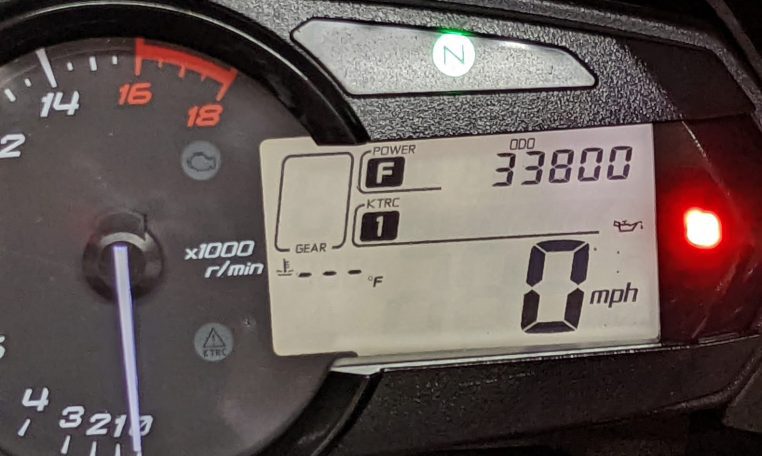 14
16
18
2
x1000
r/min
KTRC
4
3
2
1
0
N
POWER
F
ODO
33800
KTRC
1
GEAR
---
°F
0
mph